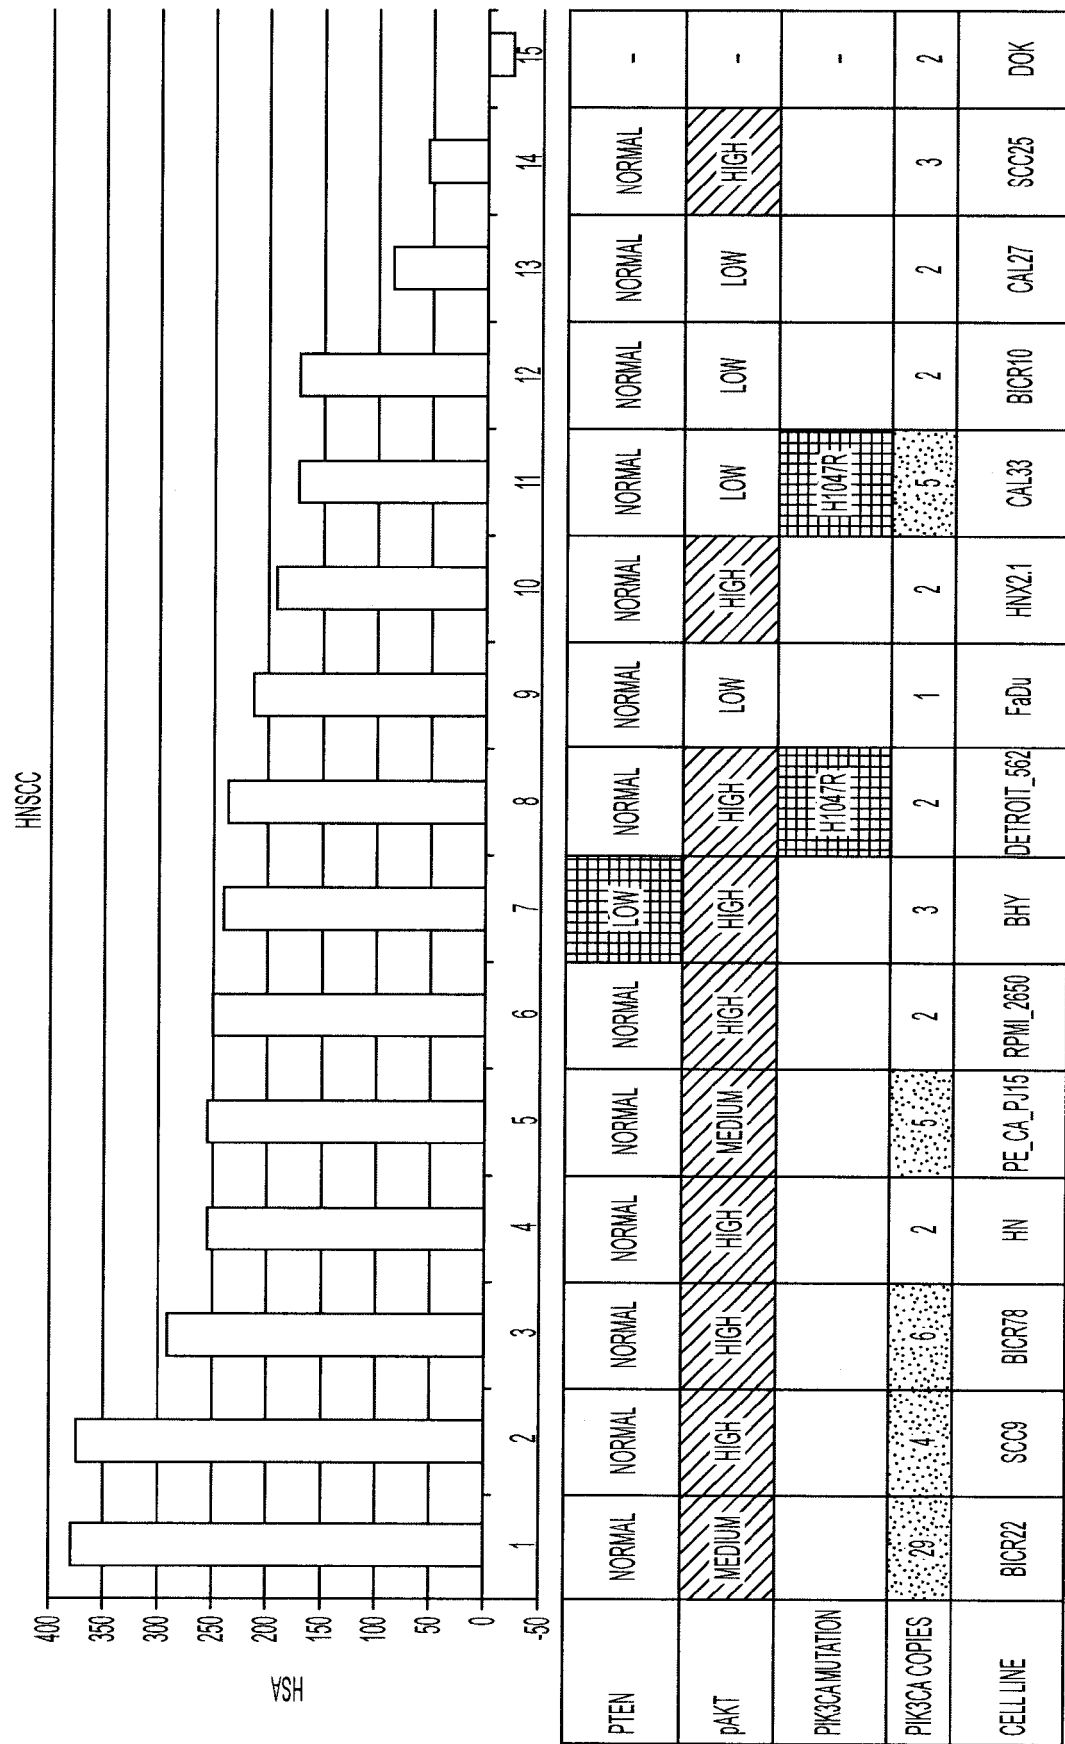 HNSCC
HSA
400
350
300
250
200
150
100
50
0
-50
1 2 3 4 5 6 7 8 9 10 11 12 13 14 15
PTEN NORMAL NORMAL NORMAL NORMAL NORMAL NORMAL LOW NORMAL NORMAL NORMAL NORMAL NORMAL NORMAL NORMAL -
pAKT MEDIUM HIGH HIGH HIGH MEDIUM HIGH HIGH HIGH LOW HIGH LOW LOW LOW HIGH -
PIK3CA MUTATION H1047R H1047R -
PIK3CA COPIES 29 4 6 2 5 2 3 2 1 2 5 2 2 3 2
CELL LINE BICR22 SCC9 BICR78 HN PE_CA_PJ15 RPMI_2650 BHY DETROIT_562 FaDu HNX2.1 CAL33 BICR10 CAL27 SCC25 DOK